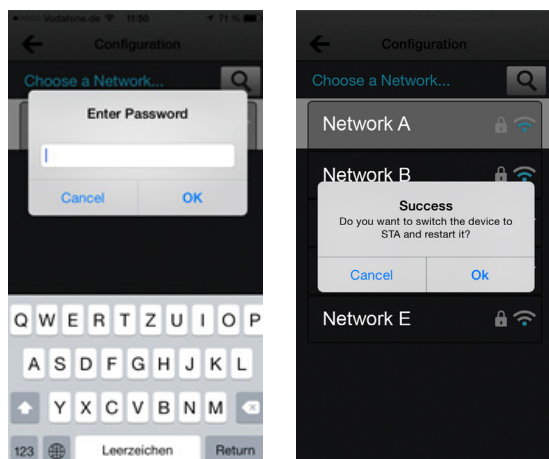 Vodafone.de 11:50 71 %
Configuration
Choose a Network...
Enter Password
Cancel OK
Q W E R T Z U I O P
A S D F G H J K L
Y X C V B N M
123 Leerzeichen Return
Configuration
Choose a Network...
Network A
Network B
Success
Do you want to switch the device to
STA and restart it?
Cancel Ok
Network E